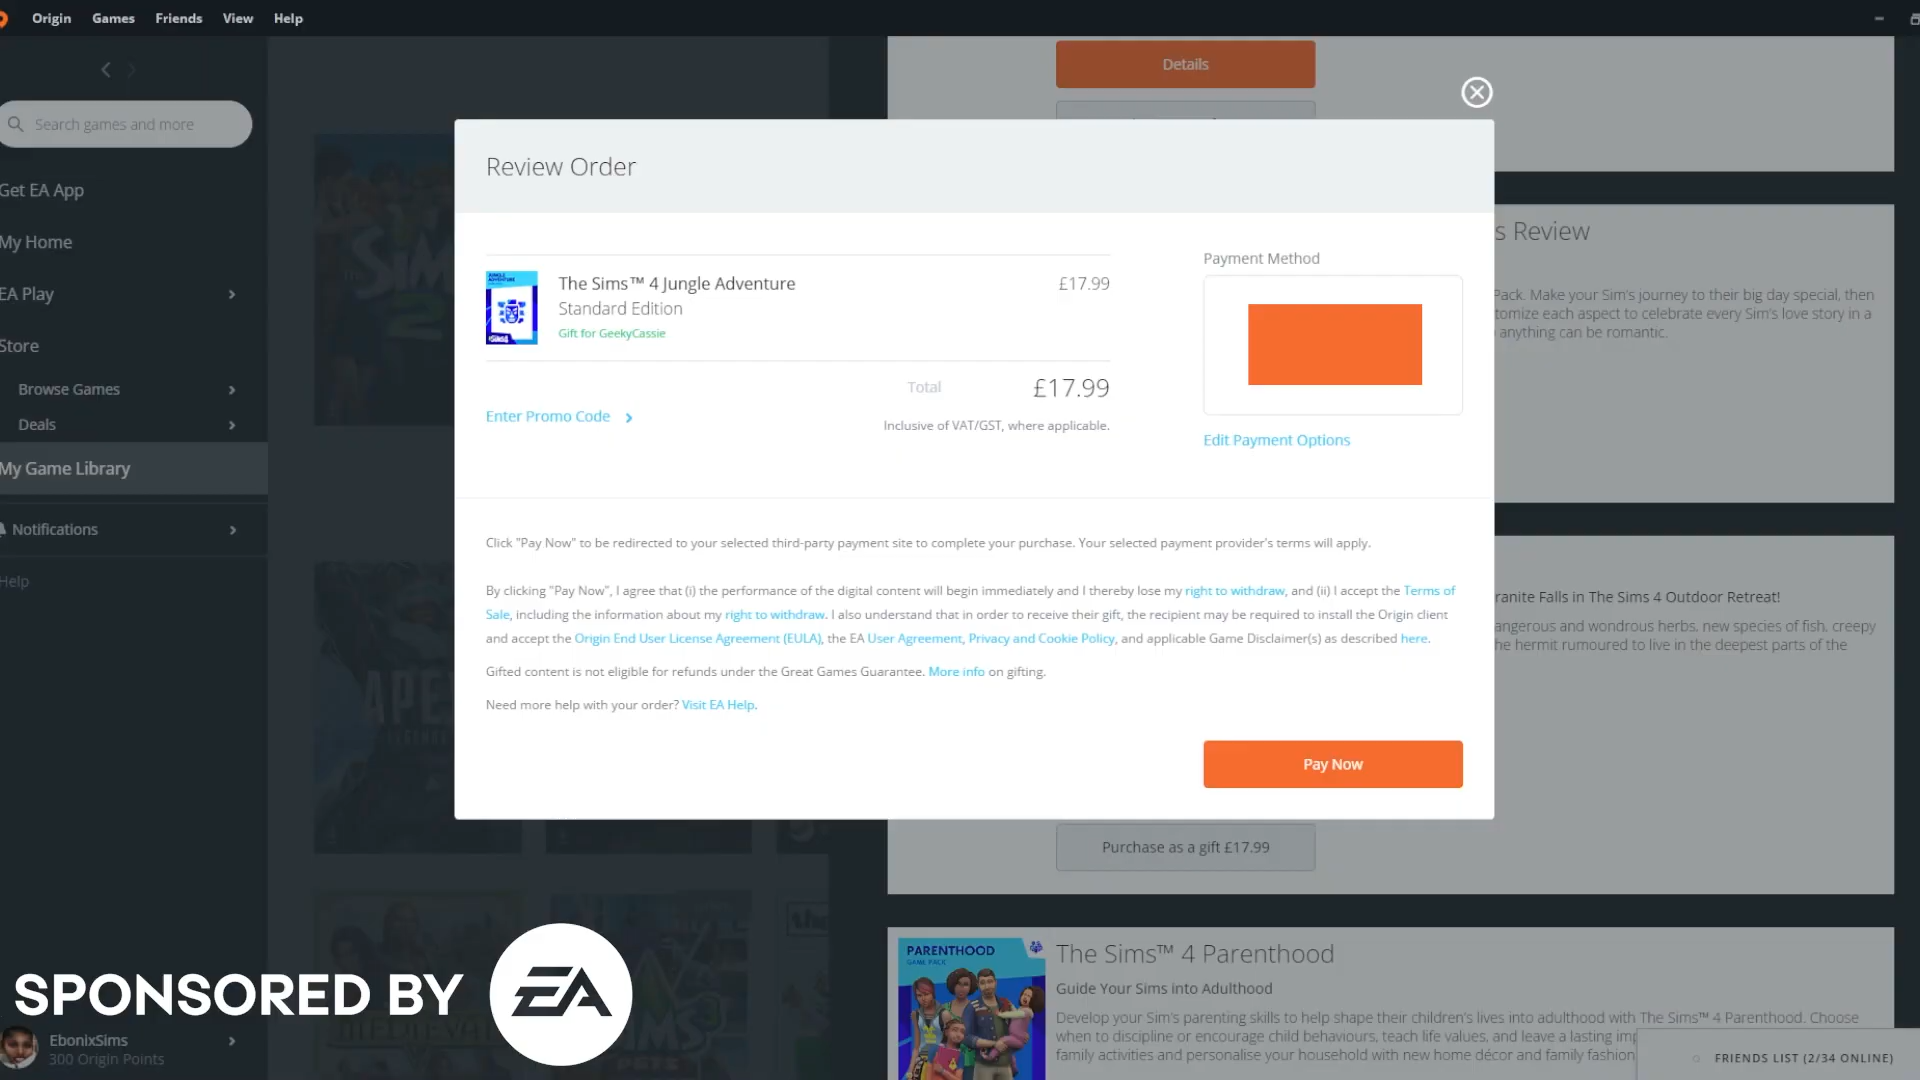 Origin Games Friends View Help
Search games and more
Get EA App
My Home
EA Play
Store
Browse Games
Deals
My Game Library
Notifications
Help
Details
Review Order
The Sims™ 4 Jungle Adventure £17.99
Standard Edition
Gift for GeekyCassie
Total £17.99
Enter Promo Code
Inclusive of VAT/GST, where applicable.
Payment Method
Edit Payment Options
Click "Pay Now" to be redirected to your selected third-party payment site to complete your purchase. Your selected payment provider's terms will apply.
By clicking "Pay Now", I agree that (i) the performance of the digital content will begin immediately and I thereby lose my right to withdraw, and (ii) I accept the Terms of
Sale, including the information about my right to withdraw. I also understand that in order to receive their gift, the recipient may be required to install the Origin client
and accept the Origin End User License Agreement (EULA), the EA User Agreement, Privacy and Cookie Policy, and applicable Game Disclaimer(s) as described here.
Gifted content is not eligible for refunds under the Great Games Guarantee. More info on gifting.
Need more help with your order? Visit EA Help.
Pay Now
s Review
Pack. Make your Sim's journey to their big day special, then
tomize each aspect to celebrate every Sim's love story in a
anything can be romantic.
ranite Falls in The Sims 4 Outdoor Retreat!
angerous and wondrous herbs, new species of fish, creepy
he hermit rumoured to live in the deepest parts of the
Purchase as a gift £17.99
PARENTHOOD
GAME PACK
The Sims™ 4 Parenthood
Guide Your Sims into Adulthood
Develop your Sim's parenting skills to help shape their children's lives into adulthood with The Sims™ 4 Parenthood. Choose
when to discipline or encourage child behaviours, teach life values, and leave a lasting imp
family activities and personalise your household with new home décor and family fashion
FRIENDS LIST (2/34 ONLINE)
SPONSORED BY EA
EbonixSims
300 Origin Points